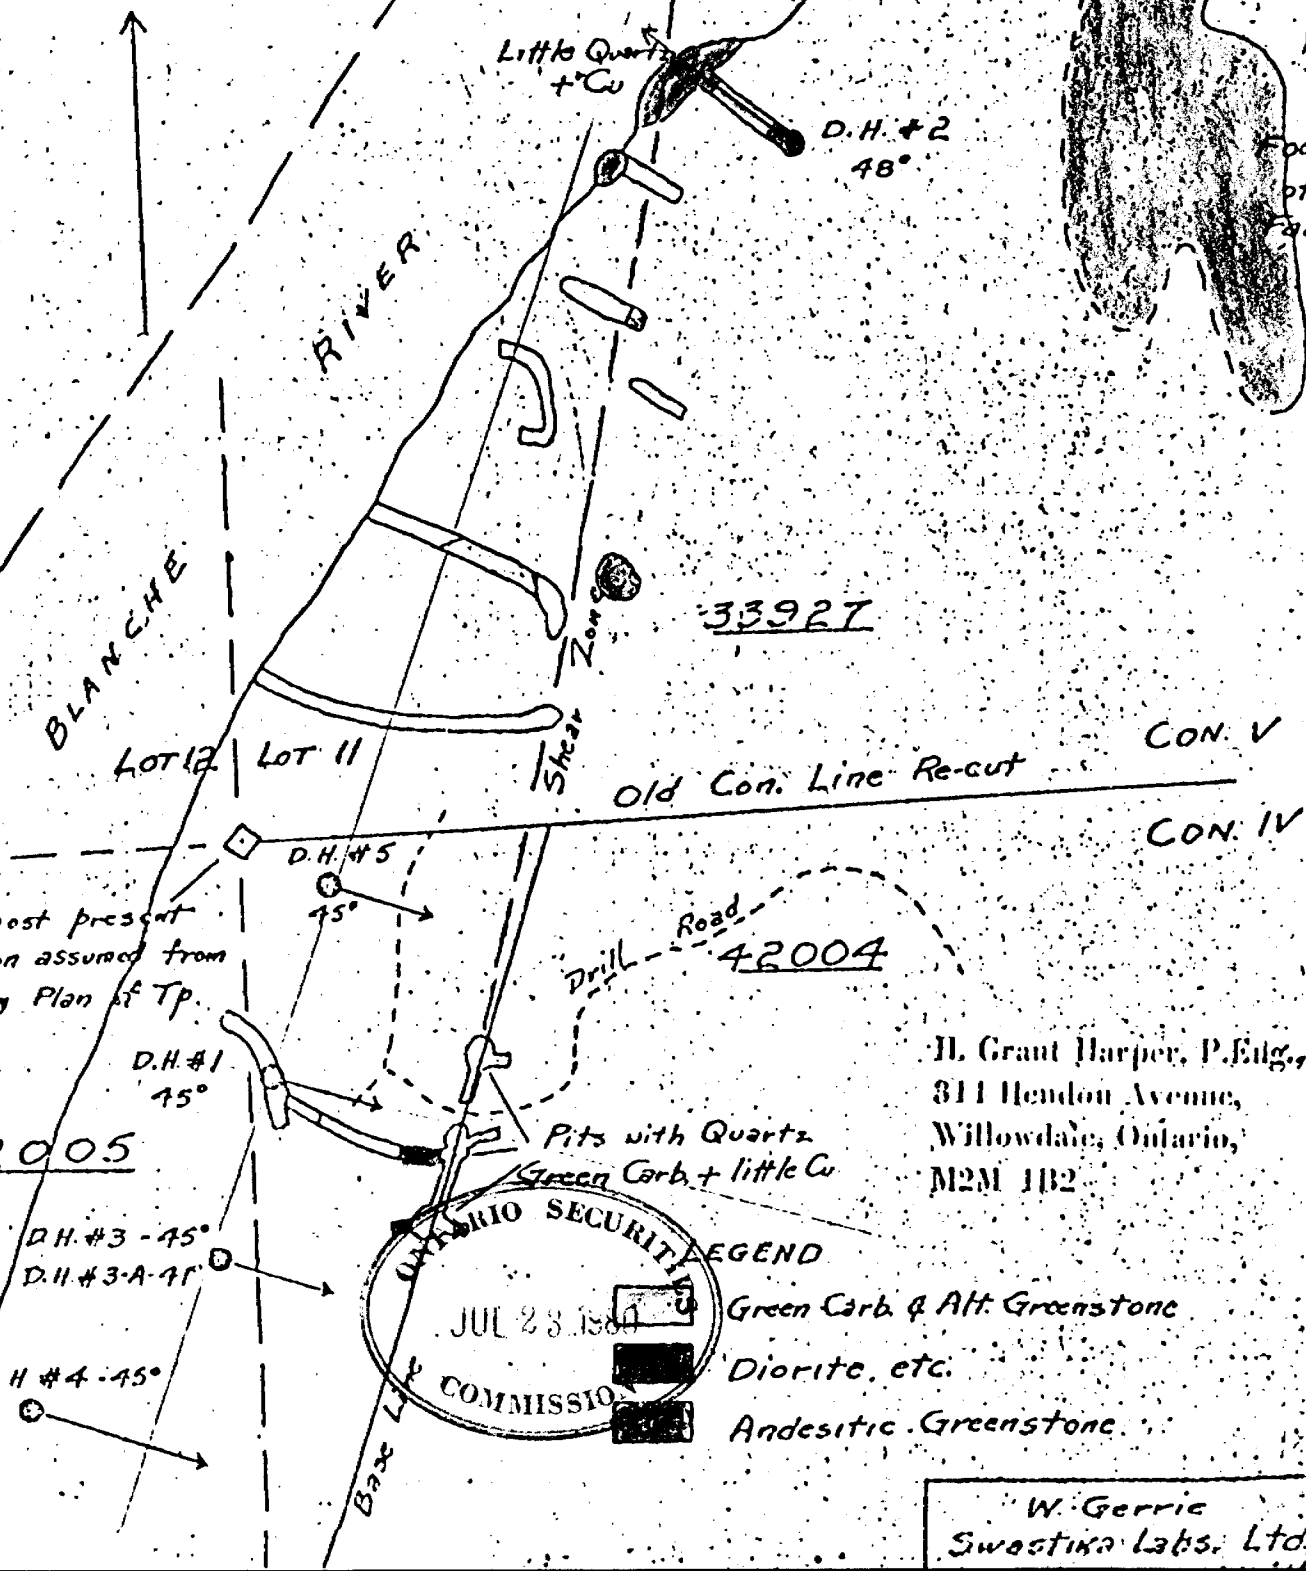 Little Quartz
+ Cu
D.H. #2
48°
RIVER
BLANCHE
Zone
Shear
33927
LOT 12
LOT 11
CON. V
Old Con. Line Re-cut
CON. IV
D.H. #5
45°
post present
assumed from
Plan of Tp.
Drill Road
42004
D.H. #1
45°
H. Grant Harper, P.Eng.,
811 Hendon Avenue,
Willowdale, Ontario,
M2M 1B2
2005
Pits with Quartz
Green Carb. + little Cu
D.H. #3 - 45°
D.H. #3-A-
ONTARIO SECURITIES
JUL 23 1980
COMMISSION
LEGEND
Green Carb. & Alt. Greenstone
Diorite, etc.
Andesitic Greenstone.
H #4 - 45°
Base Line
W. Gerrie
Swastika Labs. Ltd.